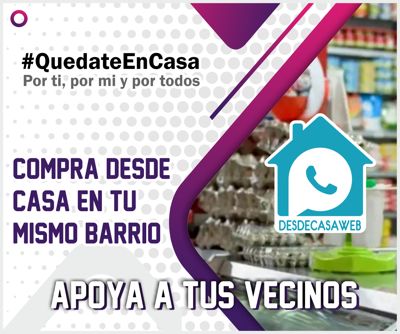 #QuedateEnCasa
Por ti, por mi y por todos
COMPRA DESDE
CASA EN TU
MISMO BARRIO
DESDECASAWEB
APOYA A TUS VECINOS